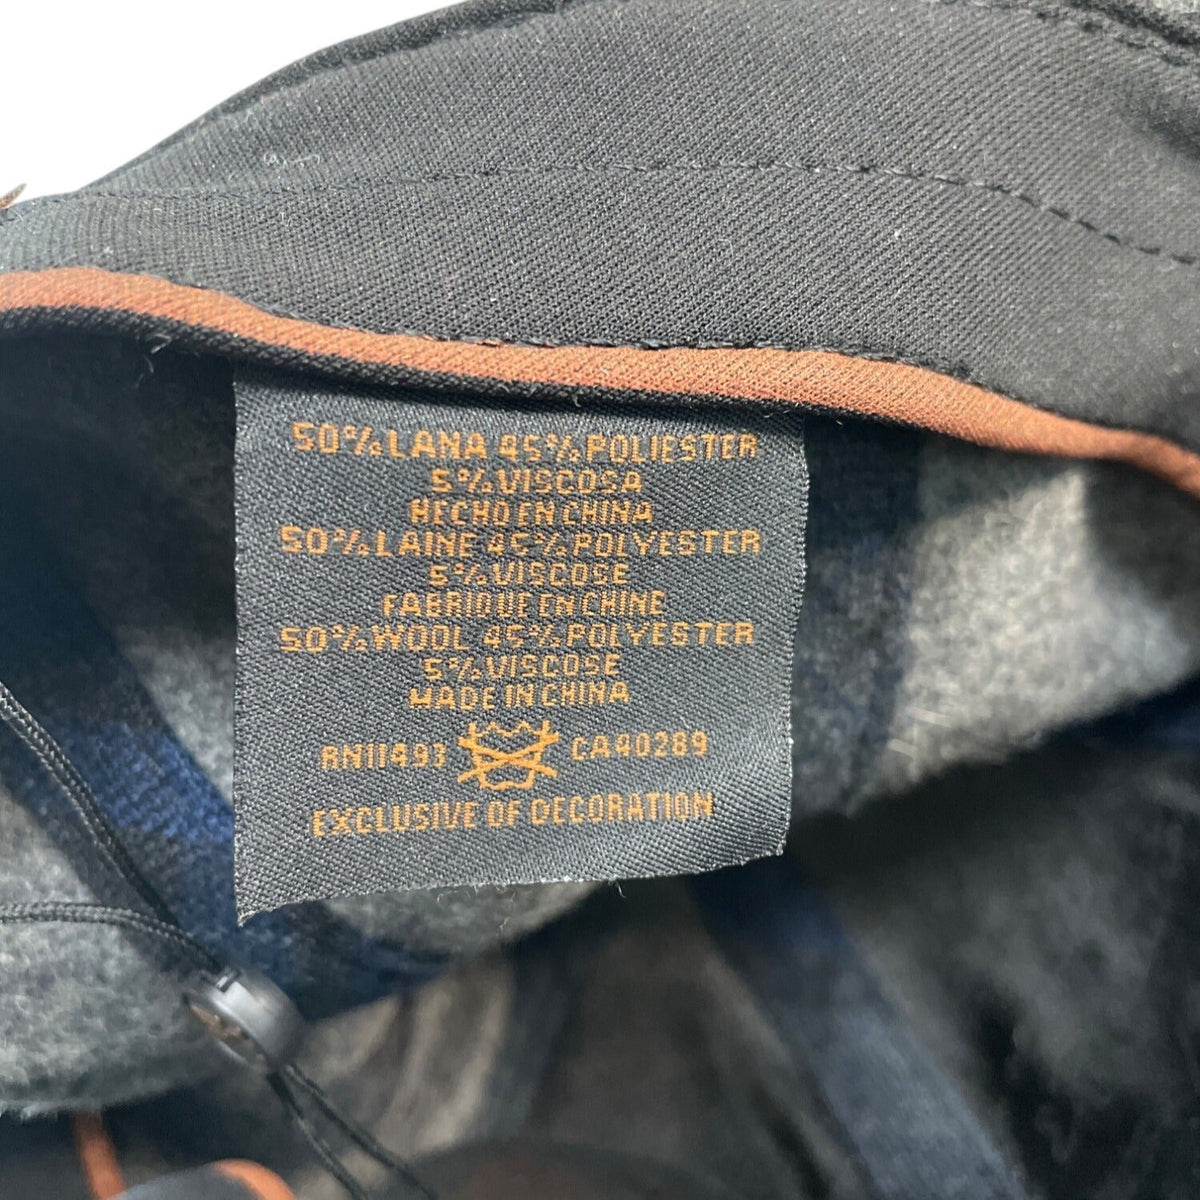 50%LANA 45%POLIESTER
5%VISCOSA
HECHO EN CHINA
50%LAINE 45%POLYESTER
5%VISCOSE
FABRIQUE EN CHINE
50%WOOL 45%POLYESTER
5%VISCOSE
MADE IN CHINA
RN11493 CA40289
EXCLUSIVE OF DECORATION